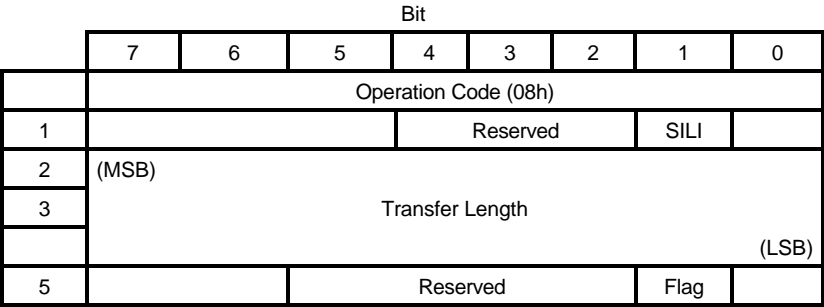 Bit
7 6 5 4 3 2 1 0
Operation Code (08h)
1 Reserved SILI
2 (MSB)
3 Transfer Length
(LSB)
5 Reserved Flag